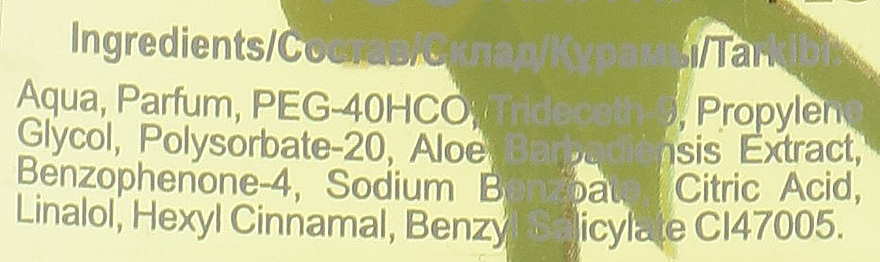 Ingredients/Состав/Склад/Құрамы/Tarkibi:
Aqua, Parfum, PEG-40HCO, Trideceth-9, Propylene
Glycol, Polysorbate-20, Aloe Barbadiensis Extract,
Benzophenone-4, Sodium Benzoate, Citric Acid,
Linalol, Hexyl Cinnamal, Benzyl Salicylate CI47005.